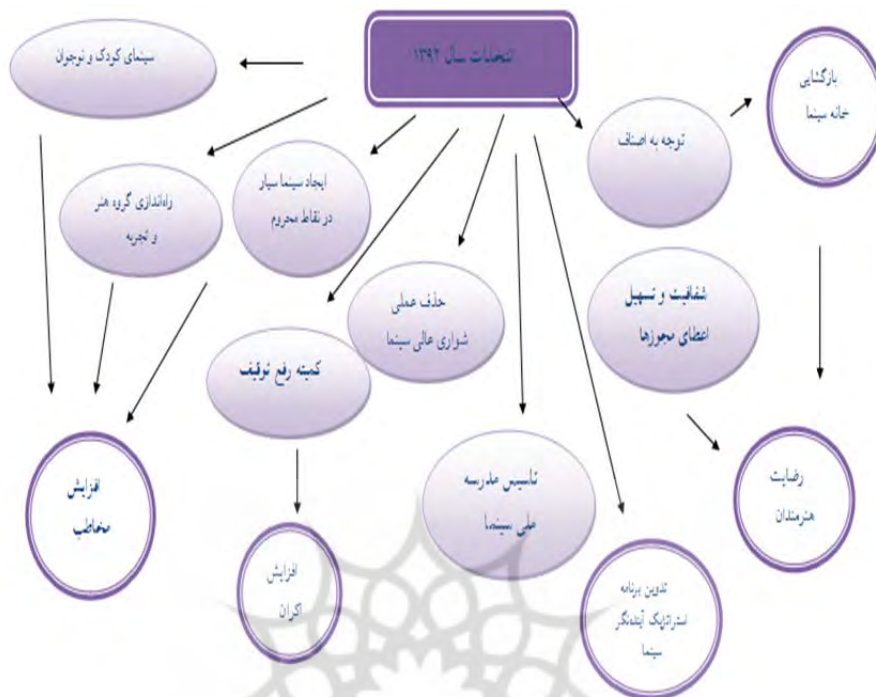 انتخابات سال ۱۳۹۲
بازگشایی
خانه سینما
توجه به اصناف
سینمای کودک و نوجوان
ایجاد سینما سیار
در نقاط محروم
راه‌اندازی گروه هنر
و تجربه
شفافیت و تسهیل
اعطای مجوزها
حذف عملی
شواری عالی سینما
کمیته رفع توقیف
رضایت
هنرمندان
تاسیس مدرسه
ملی سینما
افزایش
مخاطب
افزایش
اکران
تدوین برنامه
استراتژیک آینده‌نگر
سینما